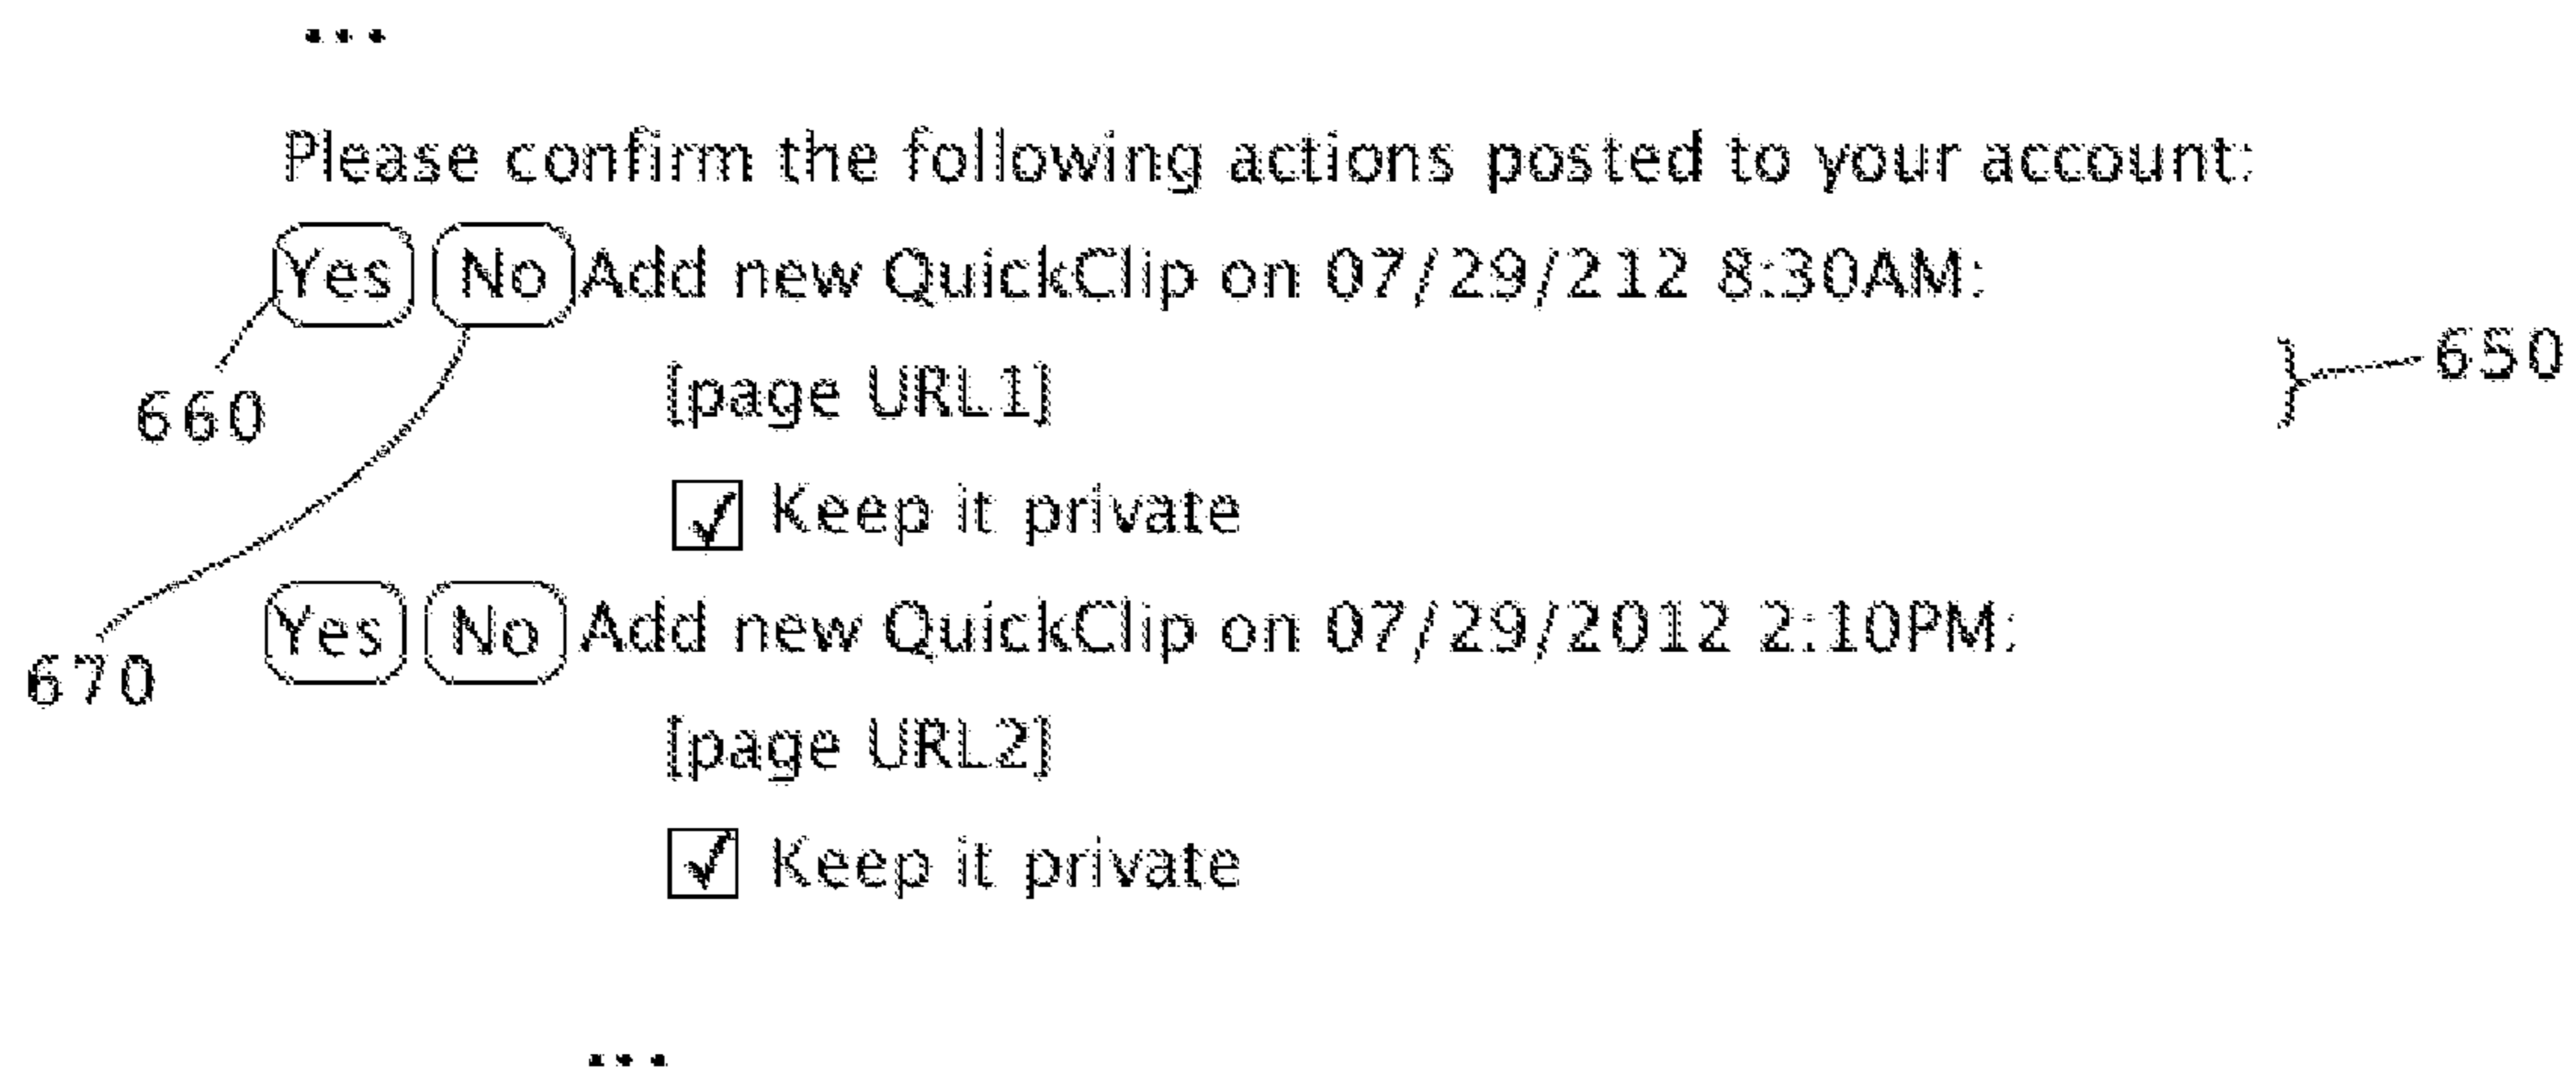 ...
Please confirm the following actions posted to your account:
Yes No Add new QuickClip on 07/29/212 8:30AM:
[page URL1]
650
660
Keep it private
Yes No Add new QuickClip on 07/29/2012 2:10PM:
670
[page URL2]
Keep it private
...